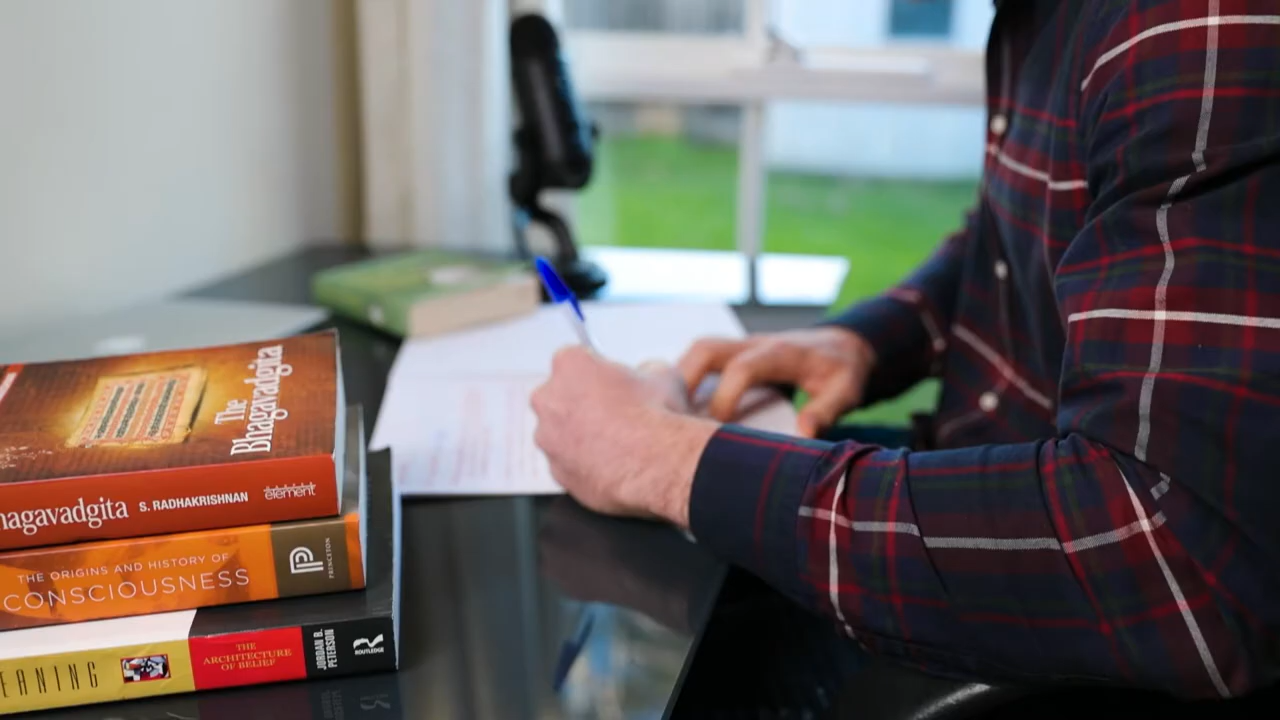 The
Bhagavadgita
hagavadgita S. RADHAKRISHNAN element
THE ORIGINS AND HISTORY OF
CONSCIOUSNESS
PRINCETON
EANING
THE
ARCHITECTURE
OF BELIEF
JORDAN B.
PETERSON
ROUTLEDGE